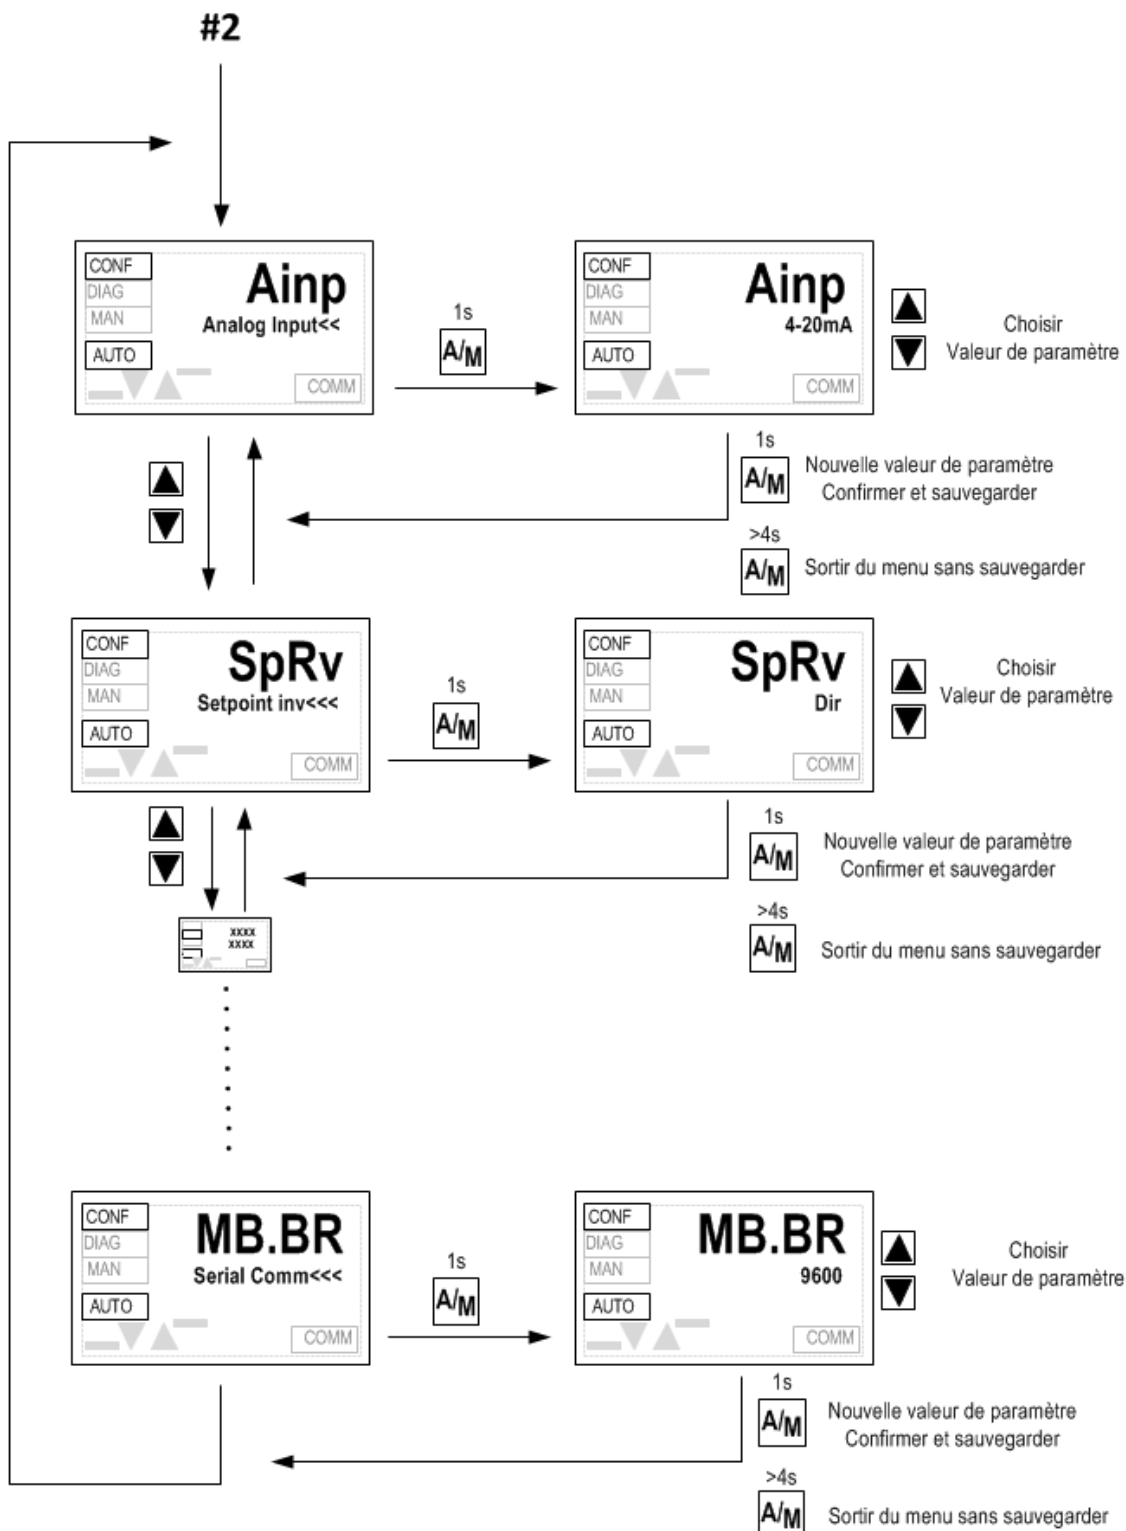 #2
CONF
DIAG
MAN
AUTO
Ainp
Analog Input<<
COMM
1s
A/M
CONF
DIAG
MAN
AUTO
Ainp
4-20mA
COMM
Choisir
Valeur de paramètre
1s
A/M
Nouvelle valeur de paramètre
Confirmer et sauvegarder
>4s
A/M
Sortir du menu sans sauvegarder
CONF
DIAG
MAN
AUTO
SpRv
Setpoint inv<<<
COMM
1s
A/M
CONF
DIAG
MAN
AUTO
SpRv
Dir
COMM
Choisir
Valeur de paramètre
1s
A/M
Nouvelle valeur de paramètre
Confirmer et sauvegarder
>4s
A/M
Sortir du menu sans sauvegarder
XXXX
XXXX
CONF
DIAG
MAN
AUTO
MB.BR
Serial Comm<<<
COMM
1s
A/M
CONF
DIAG
MAN
AUTO
MB.BR
9600
COMM
Choisir
Valeur de paramètre
1s
A/M
Nouvelle valeur de paramètre
Confirmer et sauvegarder
>4s
A/M
Sortir du menu sans sauvegarder